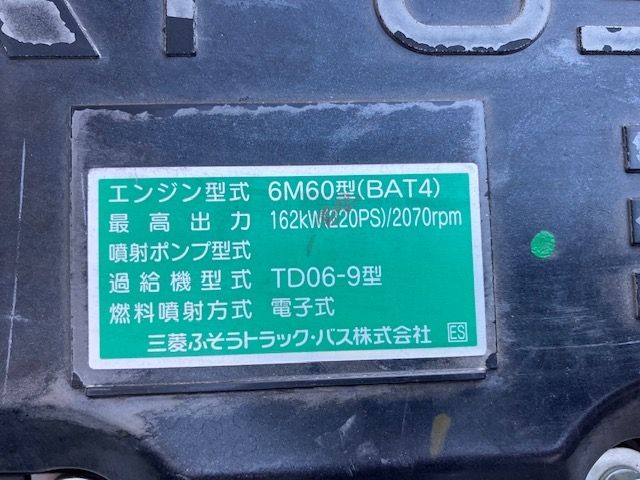 エンジン型式 6M60型(BAT4)
最高出力 162kW(220PS)/2070rpm
噴射ポンプ型式
過給機型式 TD06-9型
燃料噴射方式 電子式
三菱ふそうトラック・バス株式会社 ES